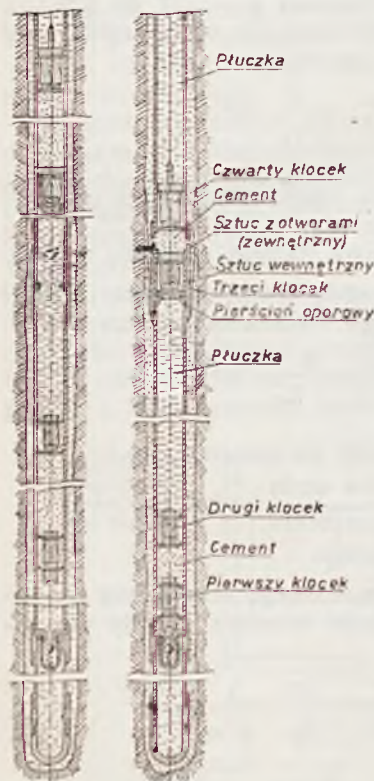 Płuczka
Czwarty klocek
Cement
Sztuc z otworami
(zewnętrzny)
Sztuc wewnętrzny
Trzeci klocek
Pierścień oporowy
Płuczka
Drugi klocek
Cement
Pierwszy klocek